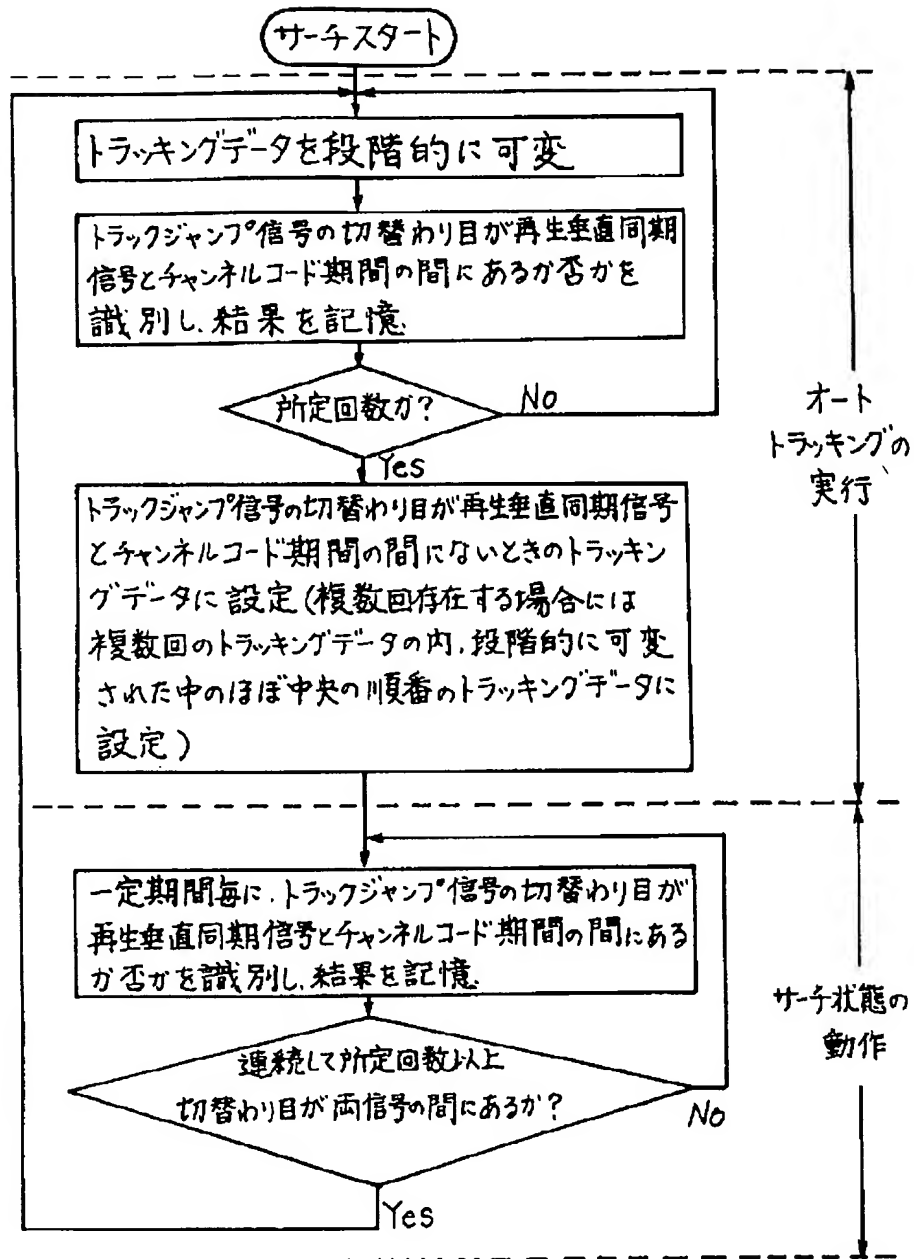 サーチスタート
トラッキングデータを段階的に可変
トラックジャンプ信号の切替わり目が再生垂直同期
信号とチャンネルコード期間の間にあるか否かを
識別し、結果を記憶
所定回数か?
No
Yes
トラックジャンプ信号の切替わり目が再生垂直同期信号
とチャンネルコード期間の間にないときのトラッキン
グデータに設定(複数回存在する場合には
複数回のトラッキングデータの内、段階的に可変
された中のほぼ中央の順番のトラッキングデータに
設定)
オート
トラッキングの
実行
一定期間毎に、トラックジャンプ信号の切替わり目が
再生垂直同期信号とチャンネルコード期間の間にある
か否かを識別し、結果を記憶
連続して所定回数以上
切替わり目が両信号の間にあるか?
No
Yes
サーチ状態の
動作